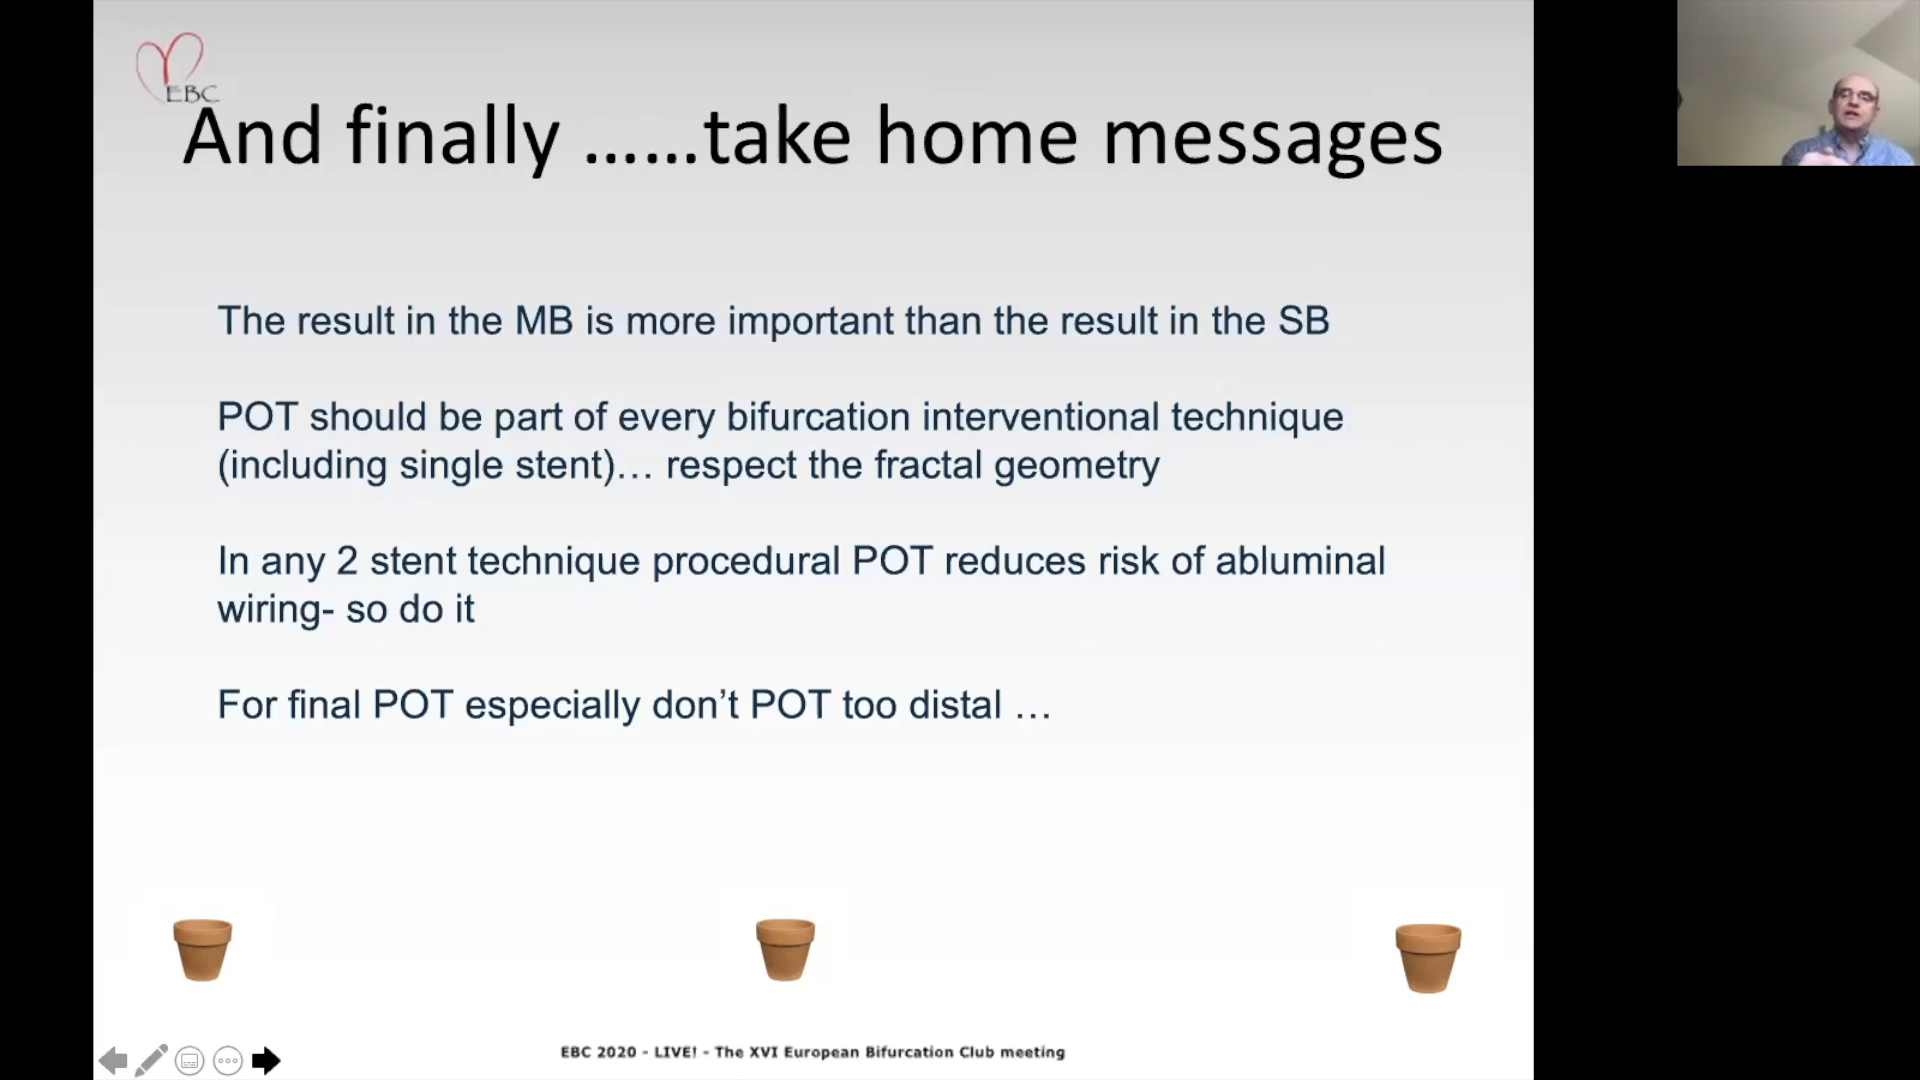 EBC
And finally ......take home messages
The result in the MB is more important than the result in the SB
POT should be part of every bifurcation interventional technique
(including single stent)... respect the fractal geometry
In any 2 stent technique procedural POT reduces risk of abluminal
wiring- so do it
For final POT especially don’t POT too distal ...
EBC 2020 - LIVE! - The XVI European Bifurcation Club meeting